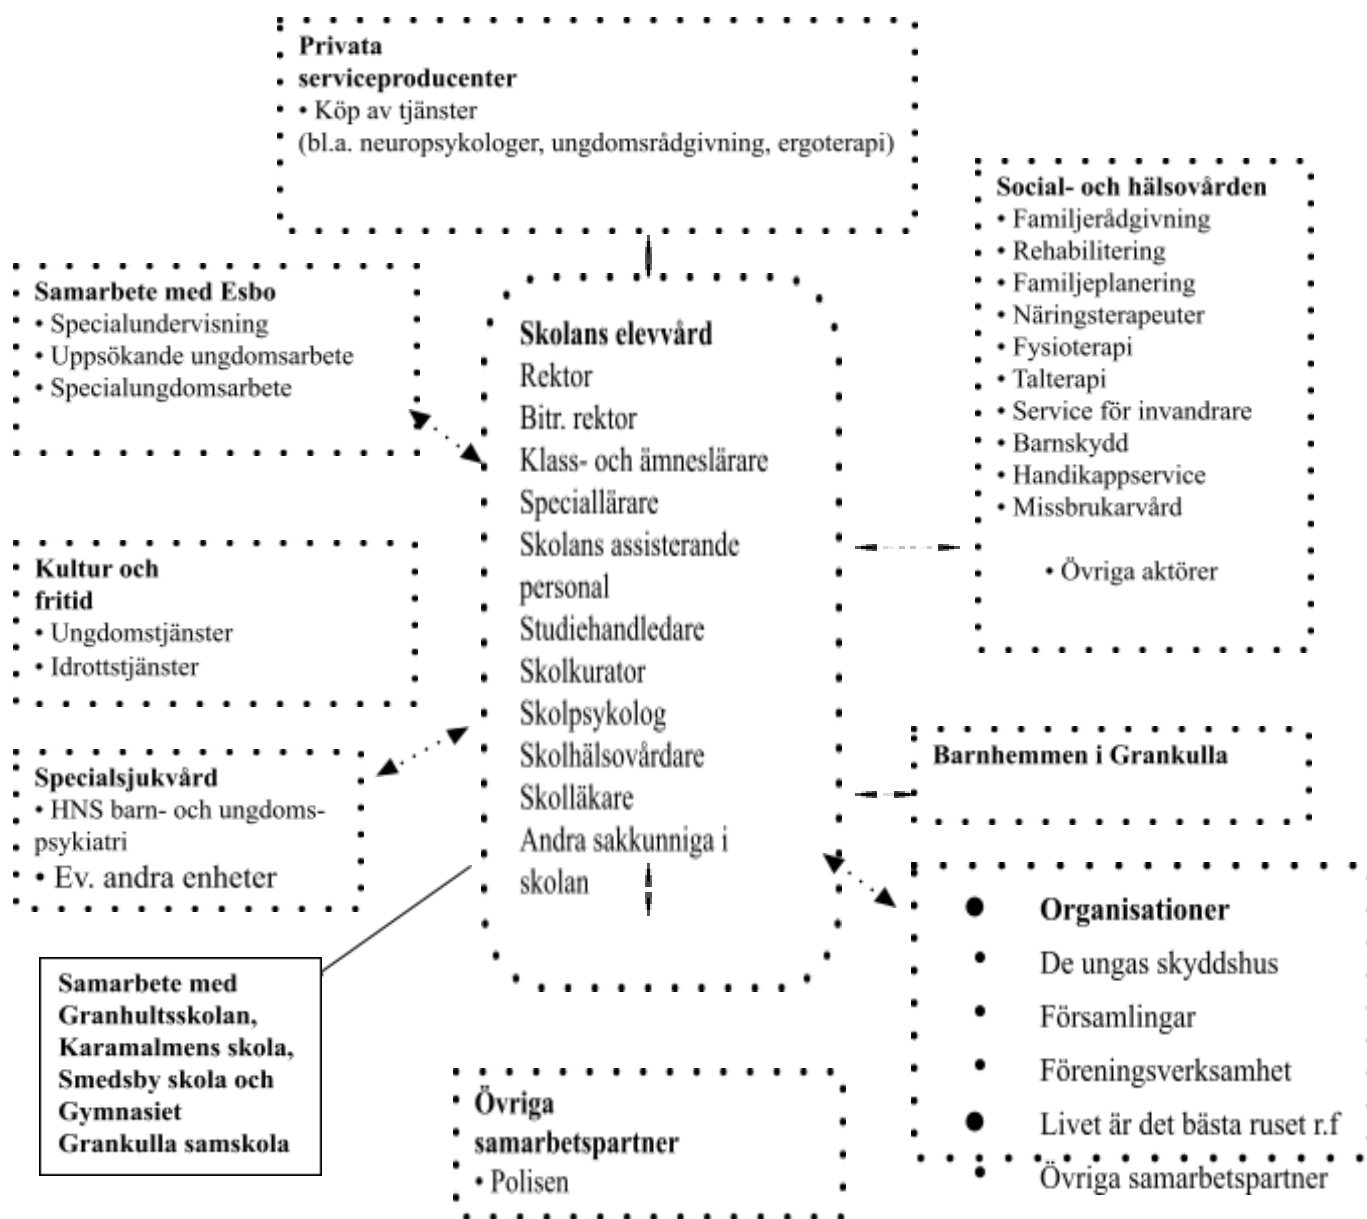 Privata
serviceproducenter
• Köp av tjänster
(bl.a. neuropsykologer, ungdomsrådgivning, ergoterapi)
Social- och hälsovården
• Familjerådgivning
• Rehabilitering
• Familjeplanering
• Näringsterapeuter
• Fysioterapi
• Talterapi
• Service för invandrare
• Barnskydd
• Handikappservice
• Missbrukarvård
• Övriga aktörer
Samarbete med Esbo
• Specialundervisning
• Uppsökande ungdomsarbete
• Specialungdomsarbete
Skolans elevvård
Rektor
Bitr. rektor
Klass- och ämneslärare
Speciallärare
Skolans assisterande
personal
Studiehandledare
Skolkurator
Skolpsykolog
Skolhälsovårdare
Skolläkare
Andra sakkunniga i
skolan
Kultur och
fritid
• Ungdomstjänster
• Idrottstjänster
Specialsjukvård
• HNS barn- och ungdoms-
psykiatri
• Ev. andra enheter
Barnhemmen i Grankulla
• Organisationer
• De ungas skyddshus
• Församlingar
• Föreningsverksamhet
• Livet är det bästa ruset r.f
• Övriga samarbetspartner
Samarbete med
Granhultsskolan,
Karamalmens skola,
Smedsby skola och
Gymnasiet
Grankulla samskola
Övriga
samarbetspartner
• Polisen